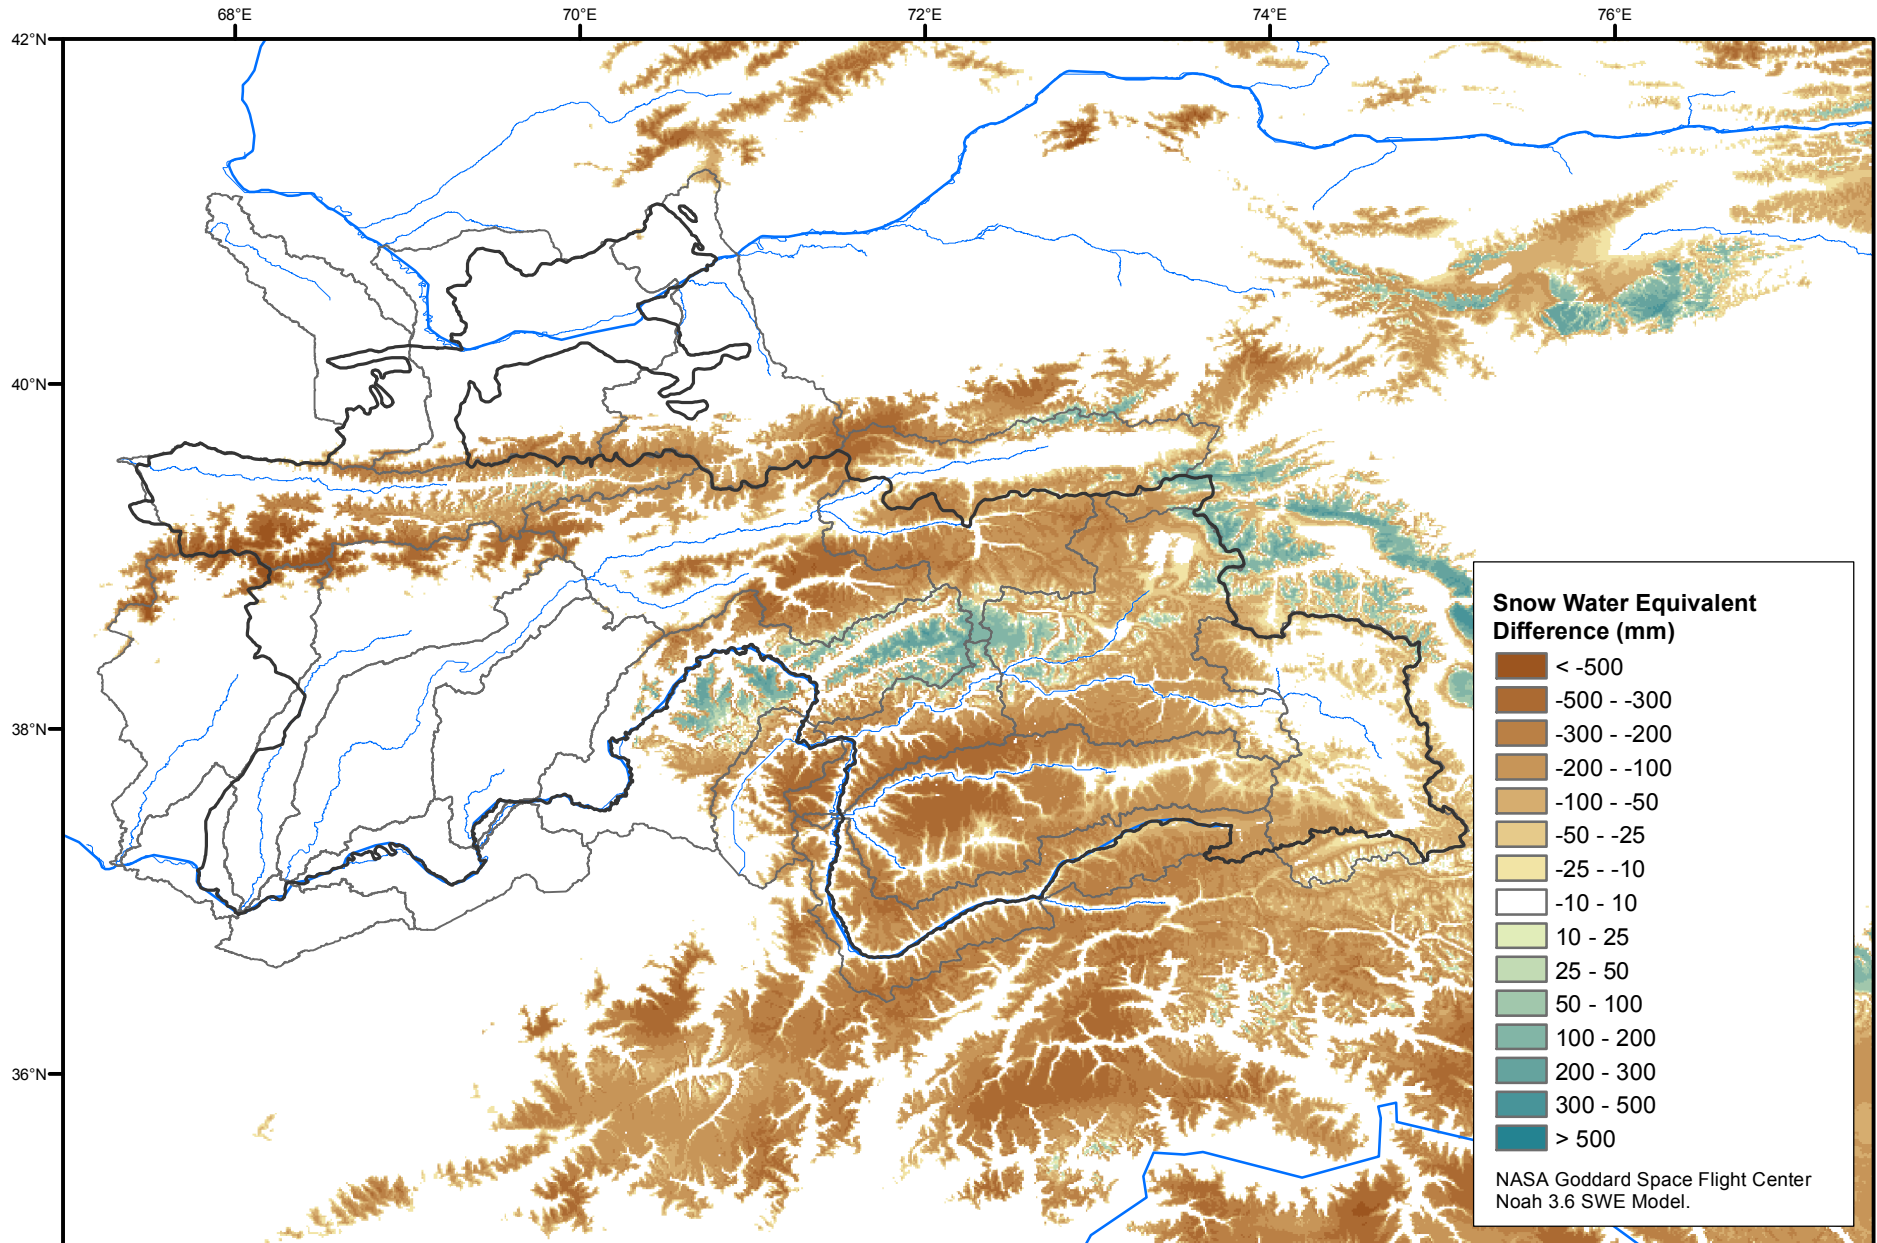 68°E 70°E 72°E 74°E 76°E
42°N
40°N
38°N
36°N
Snow Water Equivalent
Difference (mm)
< -500
-500 - -300
-300 - -200
-200 - -100
-100 - -50
-50 - -25
-25 - -10
-10 - 10
10 - 25
25 - 50
50 - 100
100 - 200
200 - 300
300 - 500
> 500
NASA Goddard Space Flight Center
Noah 3.6 SWE Model.